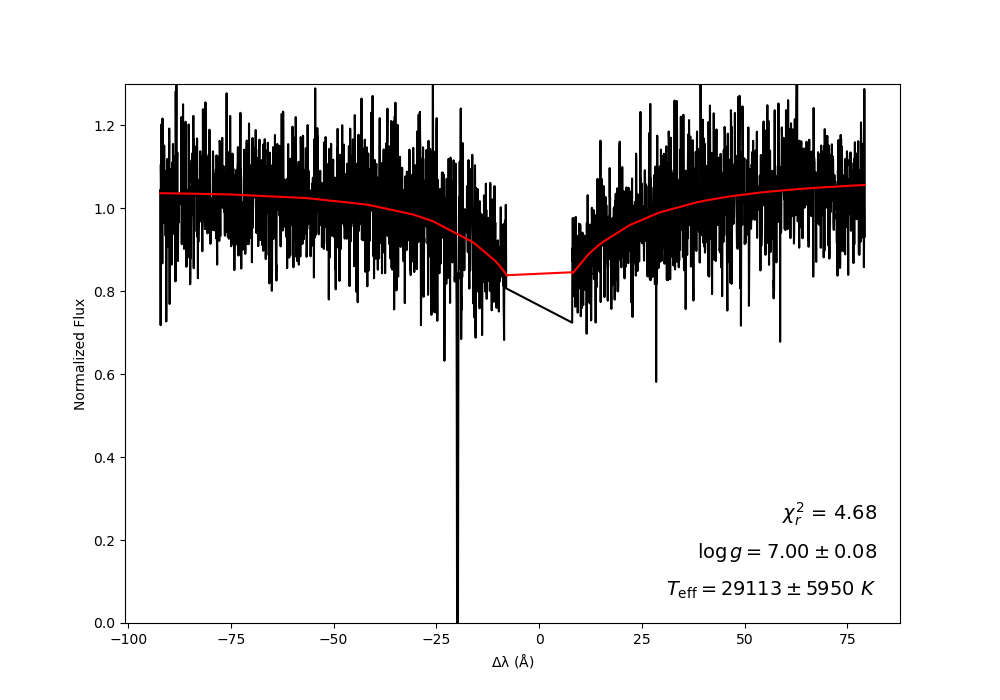 1.2
1.0
0.8
0.6
0.4
0.2
0.0
Normalized Flux
χ²ᵣ = 4.68
log g = 7.00 ± 0.08
T_eff = 29113 ± 5950 K
−100 −75 −50 −25 0 25 50 75
Δλ (Å)